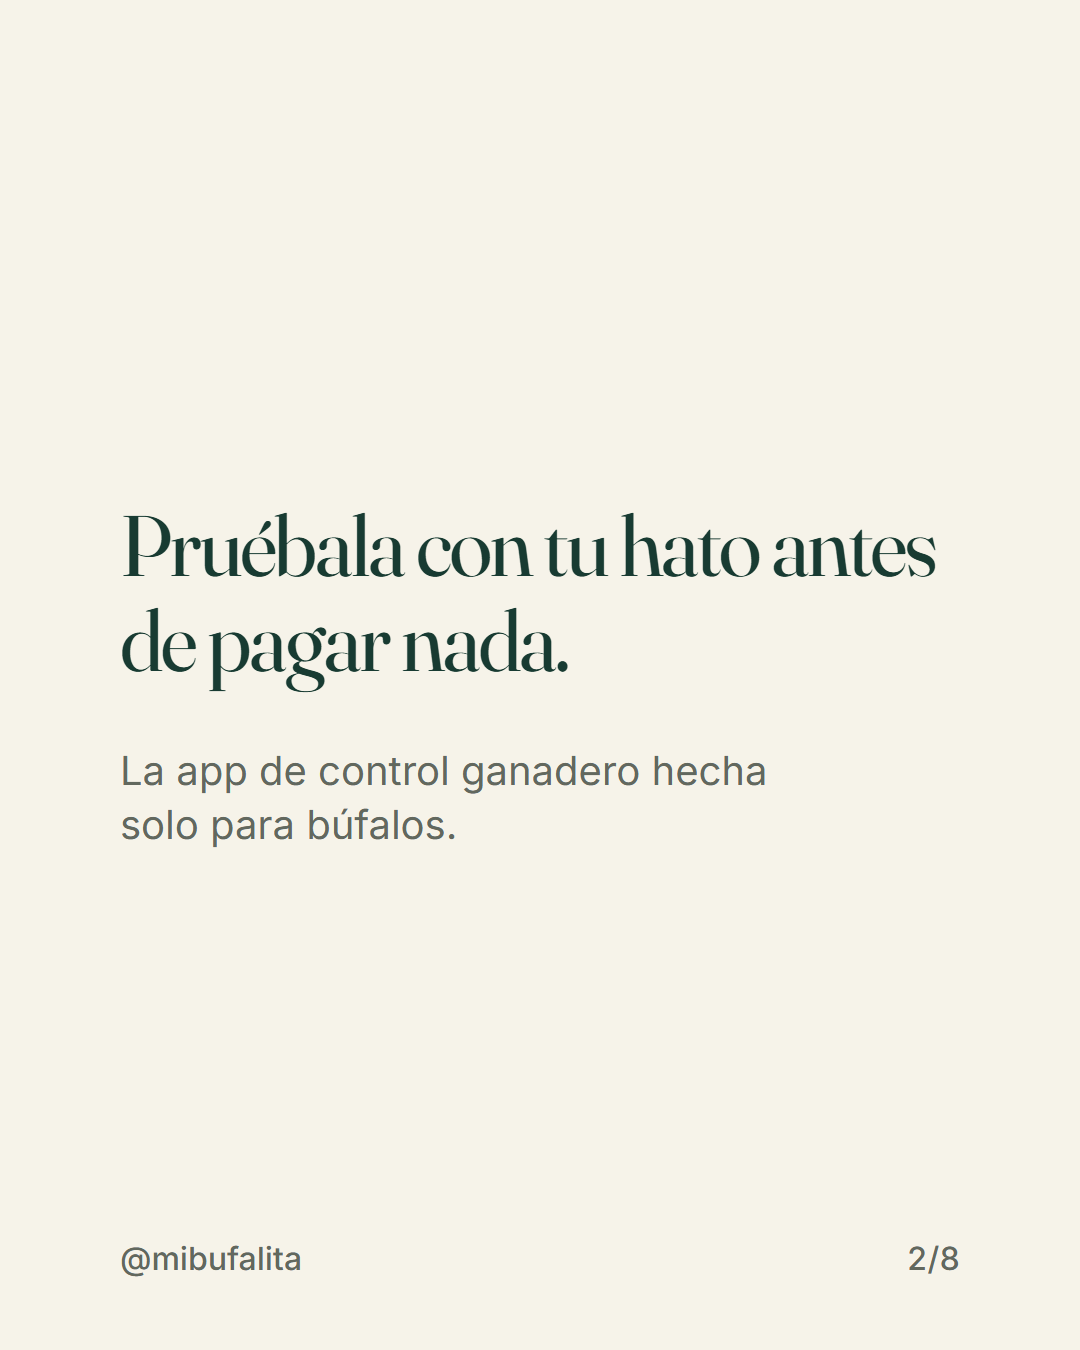 Pruébala con tu hato antes
de pagar nada.
La app de control ganadero hecha
solo para búfalos.
@mibufalita
2/8